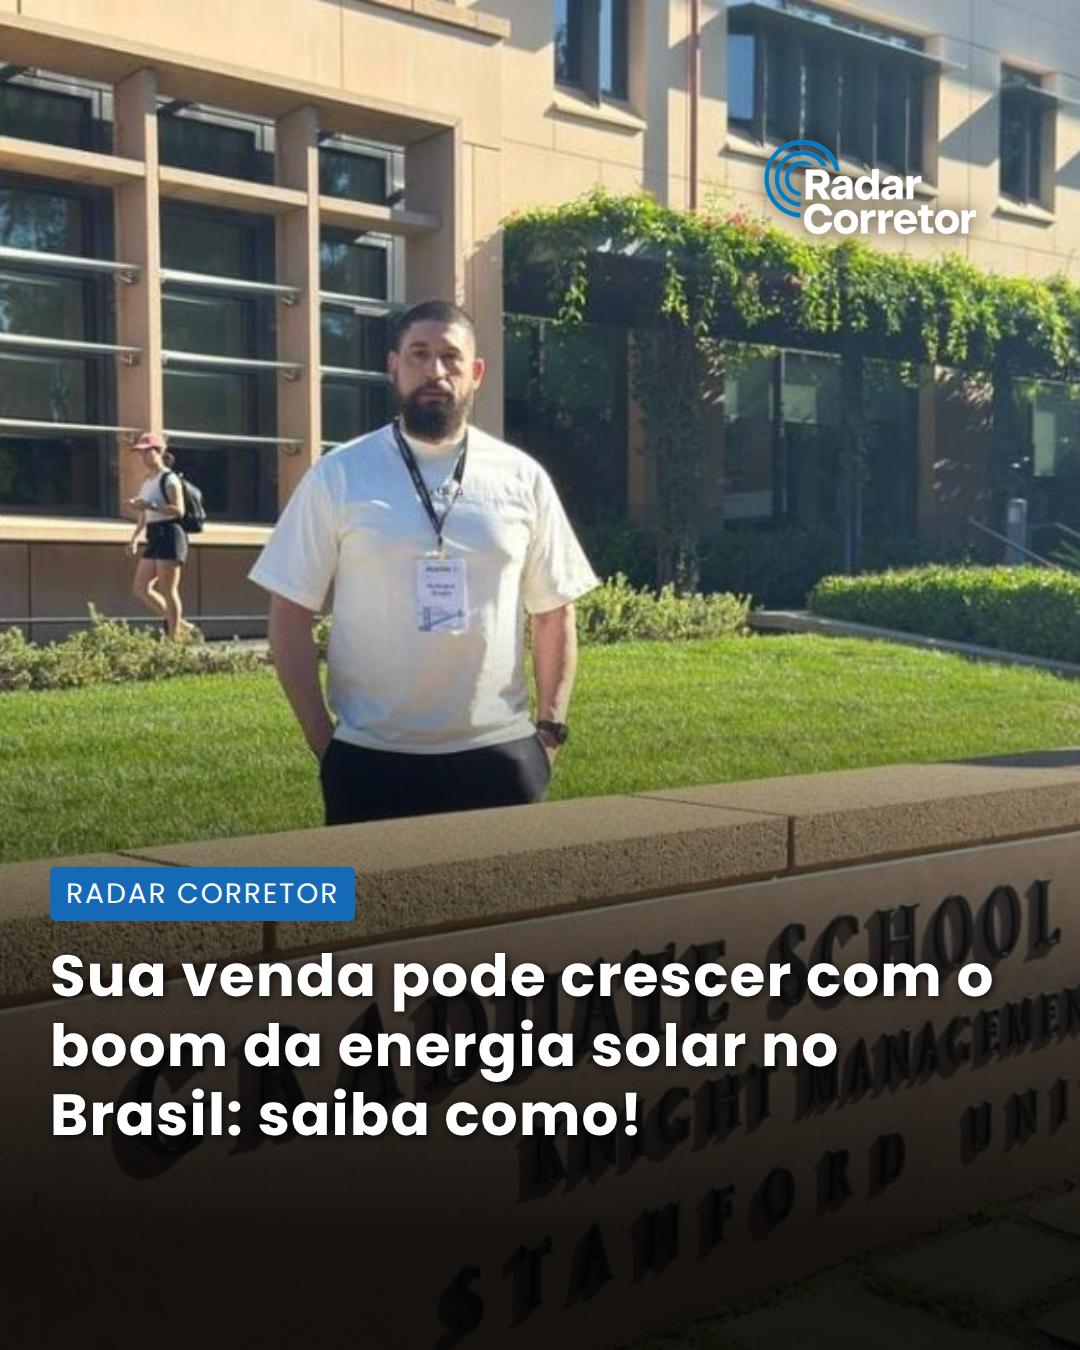 Radar
Corretor
RADAR CORRETOR
Sua venda pode crescer com o
boom da energia solar no
Brasil: saiba como!
GRADUATE SCHOOL
KNIGHT MANAGEMEN
STANFORD UNI